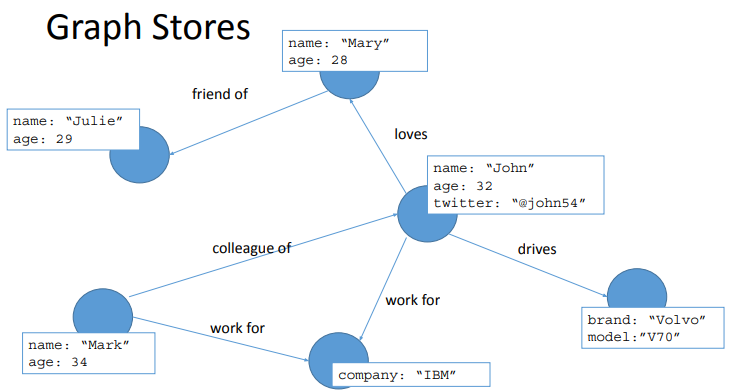 Graph Stores
name: “Mary”
age: 28
friend of
name: “Julie”
age: 29
loves
name: “John”
age: 32
twitter: “@john54”
colleague of
drives
work for
brand: “Volvo”
model:”V70”
work for
name: “Mark”
age: 34
company: “IBM”